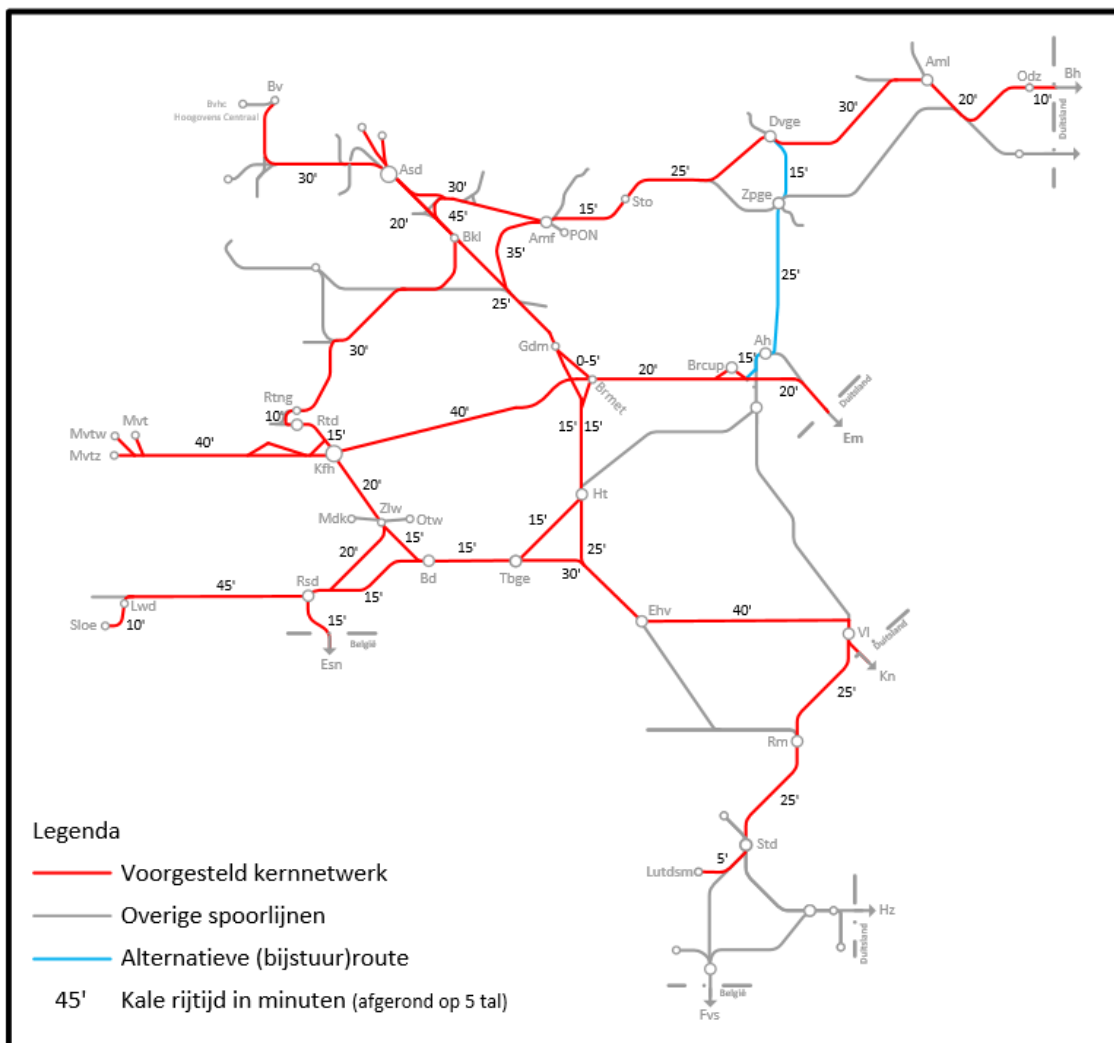 Aml
Odz
Bh
Bv
Bvhc
Hoogovens Centraal
30'
20'
10'
Duitsland
Dvge
Asd
30'
30'
25'
15'
15'
Zpge
Sto
20'
45'
Amf
PON
Bkl
35'
25'
25'
Gdm
0-5'
Ah
30'
Brcup
15'
20'
Brmet
20'
Duitsland
Em
Rtng
10'
Rtd
40'
Mvt
Mvtw
Mvtz
40'
15'
Kfh
15'
15'
20'
Ht
Zlw
Mdk
Otw
15'
15'
20'
15'
25'
Tbge
30'
Bd
45'
Rsd
15'
Lwd
Sloe
10'
15'
België
Esn
Ehv
40'
Vl
Duitsland
Kn
25'
Rm
25'
Std
5'
Lutdsm
Hz
Duitsland
België
Fvs
Legenda
Voorgesteld kernnetwerk
Overige spoorlijnen
Alternatieve (bijstuur)route
45' Kale rijtijd in minuten (afgerond op 5 tal)